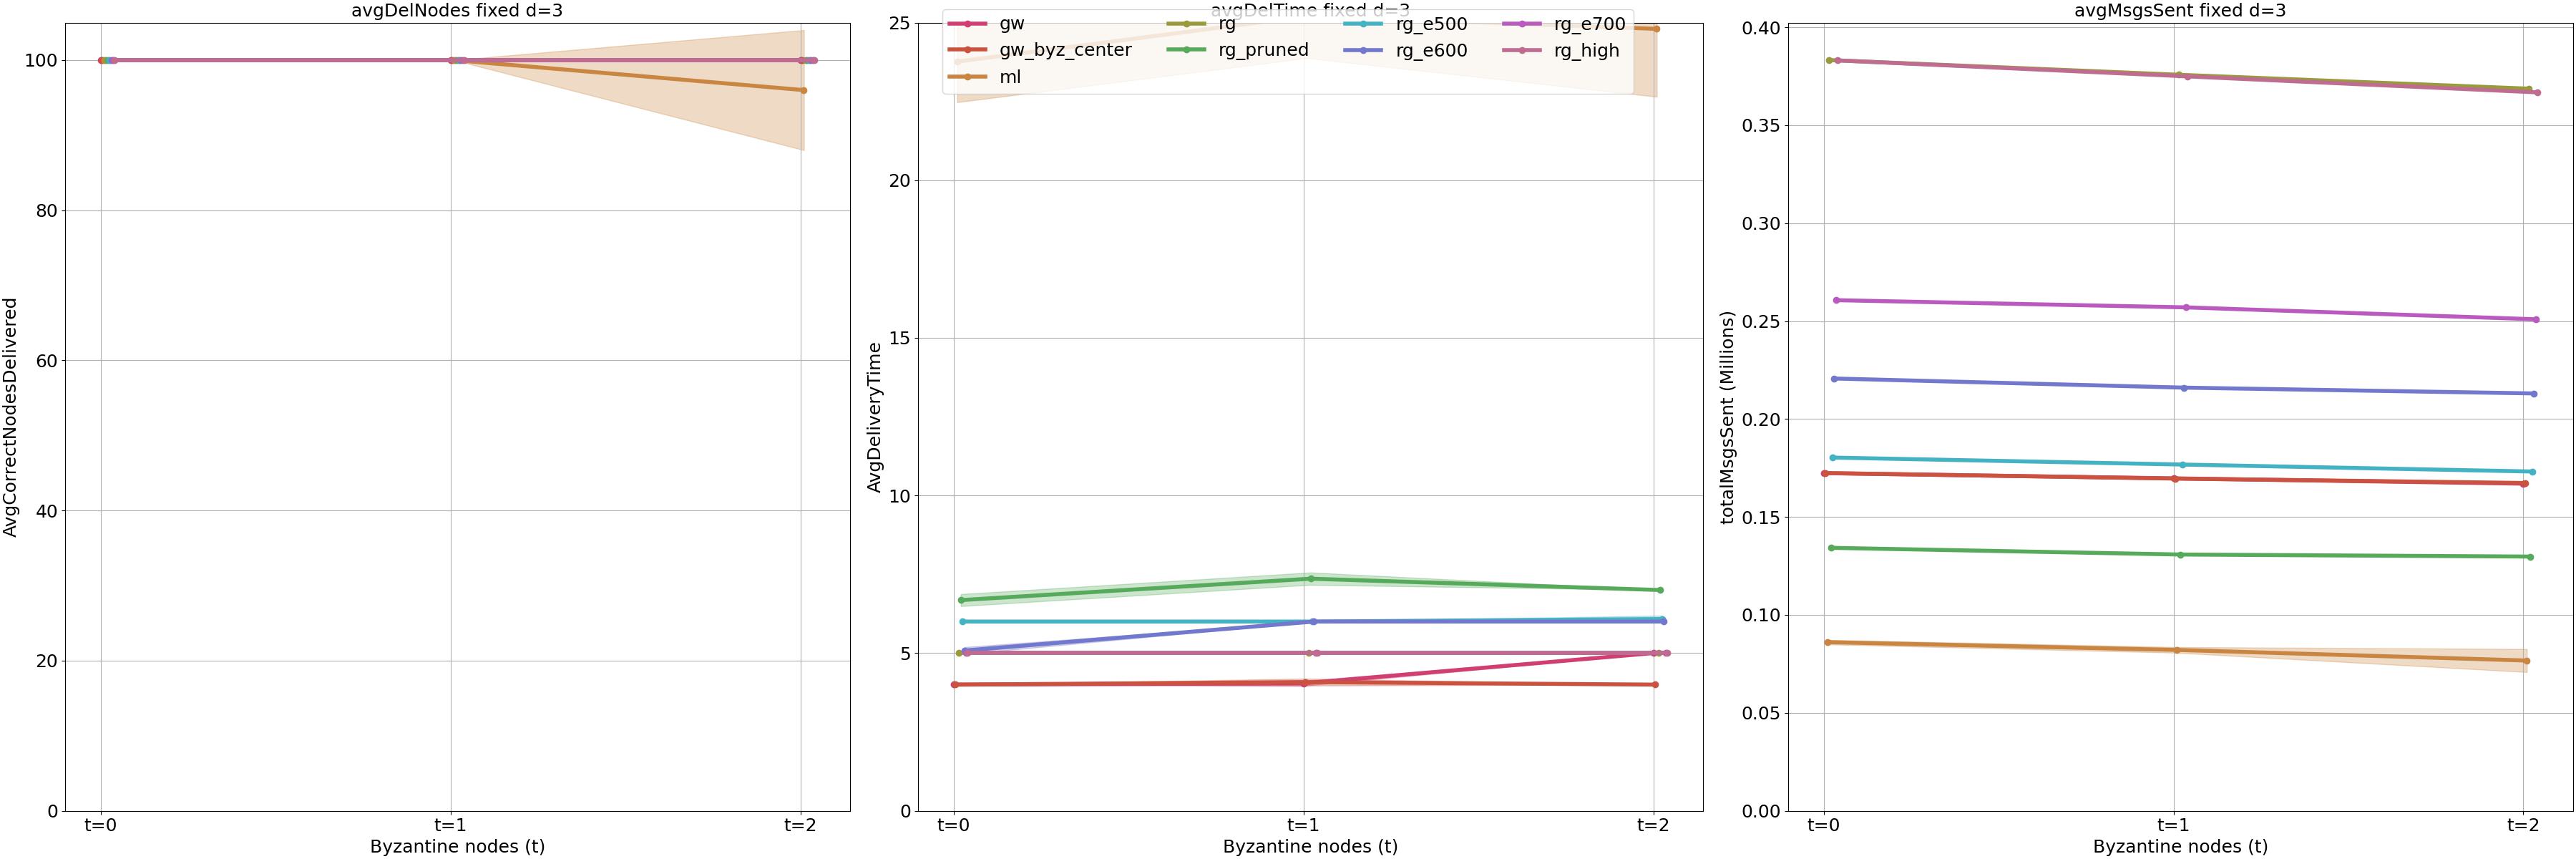 avgDelNodes fixed d=3
AvgCorrectNodesDelivered
100
80
60
40
20
0
t=0 t=1 t=2
Byzantine nodes (t)
avgDelTime fixed d=3
gw rg rg_e500 rg_e700
gw_byz_center rg_pruned rg_e600 rg_high
ml
AvgDeliveryTime
25
20
15
10
5
0
t=0 t=1 t=2
Byzantine nodes (t)
avgMsgsSent fixed d=3
totalMsgsSent (Millions)
0.40
0.35
0.30
0.25
0.20
0.15
0.10
0.05
0.00
t=0 t=1 t=2
Byzantine nodes (t)